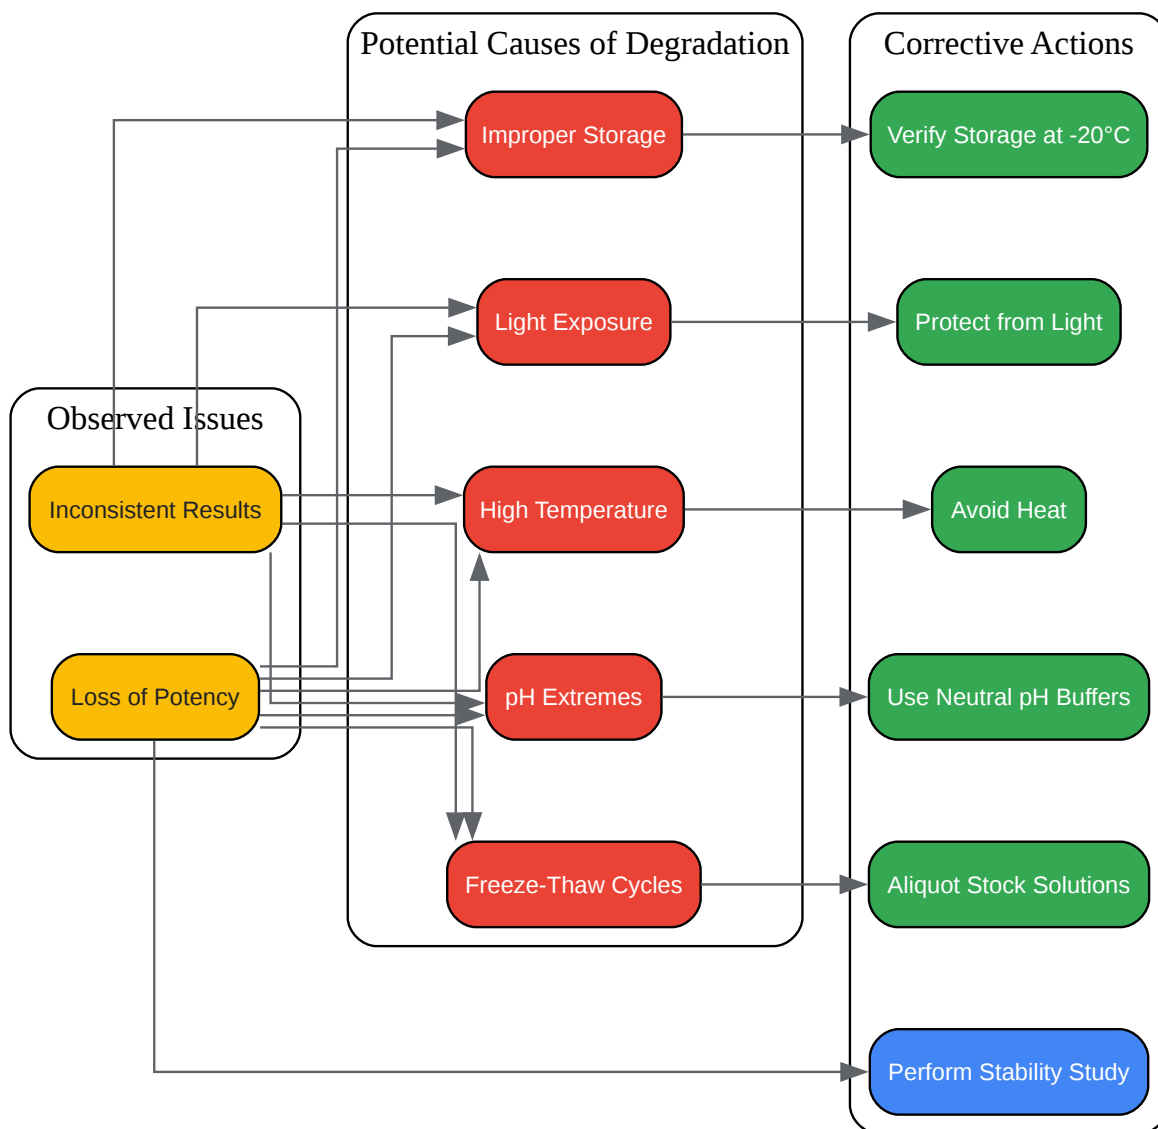 Potential Causes of Degradation
Corrective Actions
Improper Storage
Verify Storage at -20°C
Light Exposure
Protect from Light
Observed Issues
Inconsistent Results
High Temperature
Avoid Heat
Loss of Potency
pH Extremes
Use Neutral pH Buffers
Freeze-Thaw Cycles
Aliquot Stock Solutions
Perform Stability Study